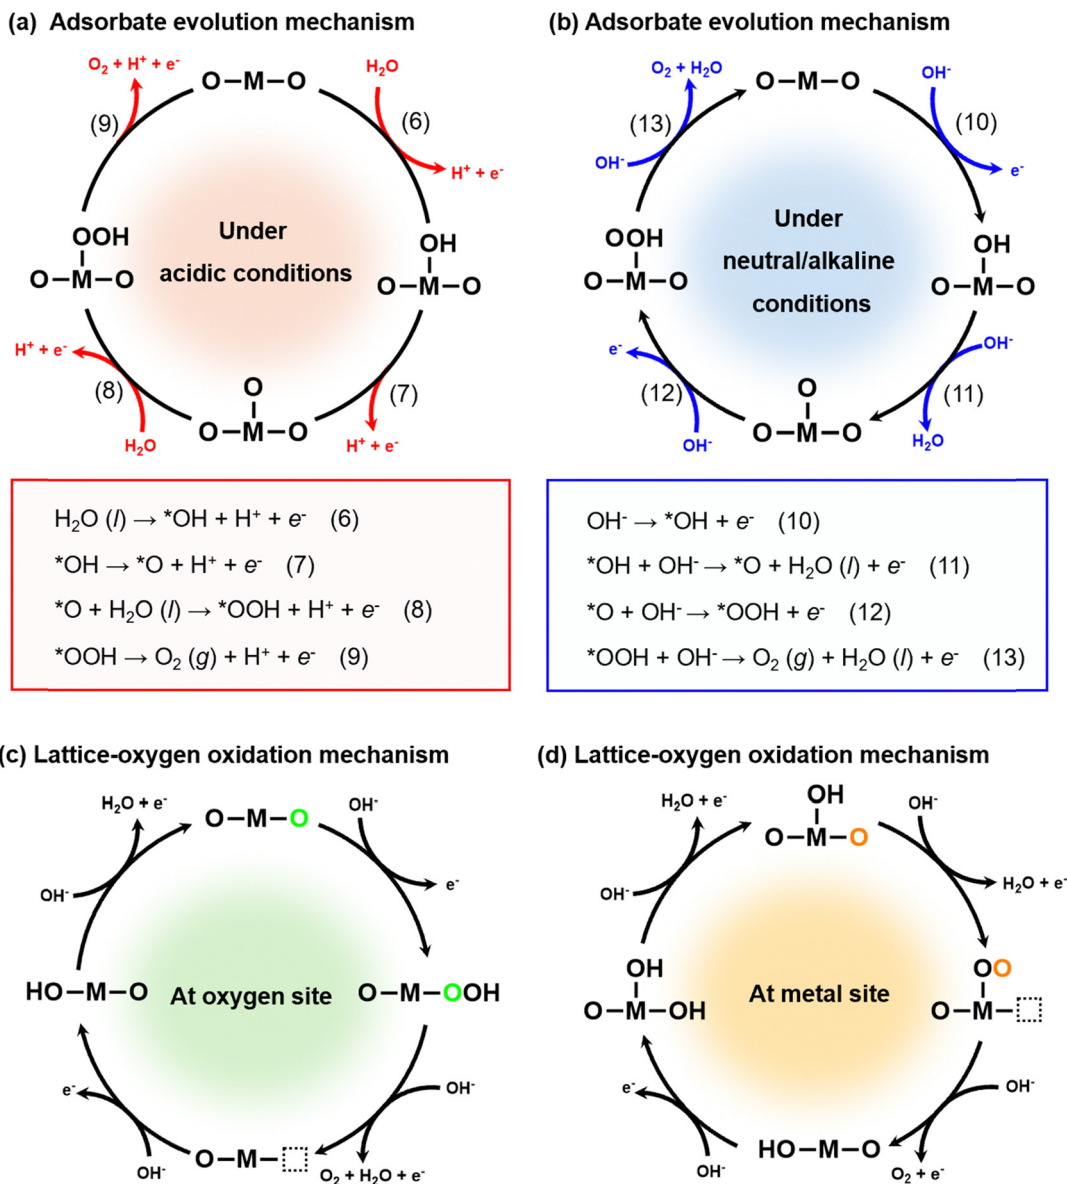 (a) Adsorbate evolution mechanism
O₂ + H⁺ + e⁻
O–M–O
H₂O
(9)
(6)
H⁺ + e⁻
OOH
O–M–O
Under
acidic conditions
OH
O–M–O
H⁺ + e⁻
(8)
H₂O
O
O–M–O
(7)
H⁺ + e⁻
H₂O (l) → *OH + H⁺ + e⁻ (6)
*OH → *O + H⁺ + e⁻ (7)
*O + H₂O (l) → *OOH + H⁺ + e⁻ (8)
*OOH → O₂ (g) + H⁺ + e⁻ (9)
(b) Adsorbate evolution mechanism
O₂ + H₂O
O–M–O
OH⁻
(13)
(10)
OH⁻
e⁻
OOH
O–M–O
Under
neutral/alkaline
conditions
OH
O–M–O
e⁻
(12)
OH⁻
O
O–M–O
OH⁻
(11)
H₂O
OH⁻ → *OH + e⁻ (10)
*OH + OH⁻ → *O + H₂O (l) + e⁻ (11)
*O + OH⁻ → *OOH + e⁻ (12)
*OOH + OH⁻ → O₂ (g) + H₂O (l) + e⁻ (13)
(c) Lattice-oxygen oxidation mechanism
H₂O + e⁻
O–M–O
OH⁻
OH⁻
e⁻
HO–M–O
At oxygen site
O–M–OOH
e⁻
OH⁻
O–M–
OH⁻
O₂ + H₂O + e⁻
(d) Lattice-oxygen oxidation mechanism
H₂O + e⁻
OH
O–M–O
OH⁻
OH⁻
H₂O + e⁻
OH
O–M–OH
At metal site
OO
O–M–
e⁻
OH⁻
HO–M–O
OH⁻
O₂ + e⁻